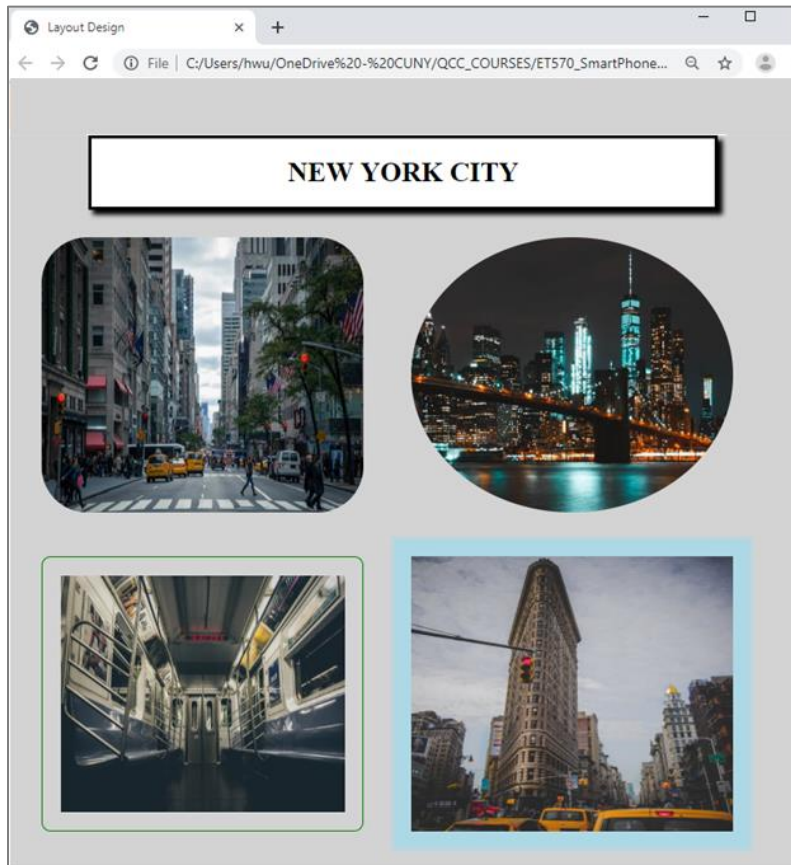 Layout Design
File
C:/Users/hwu/OneDrive%20-%20CUNY/QCC_COURSES/ET570_SmartPhone...
NEW YORK CITY